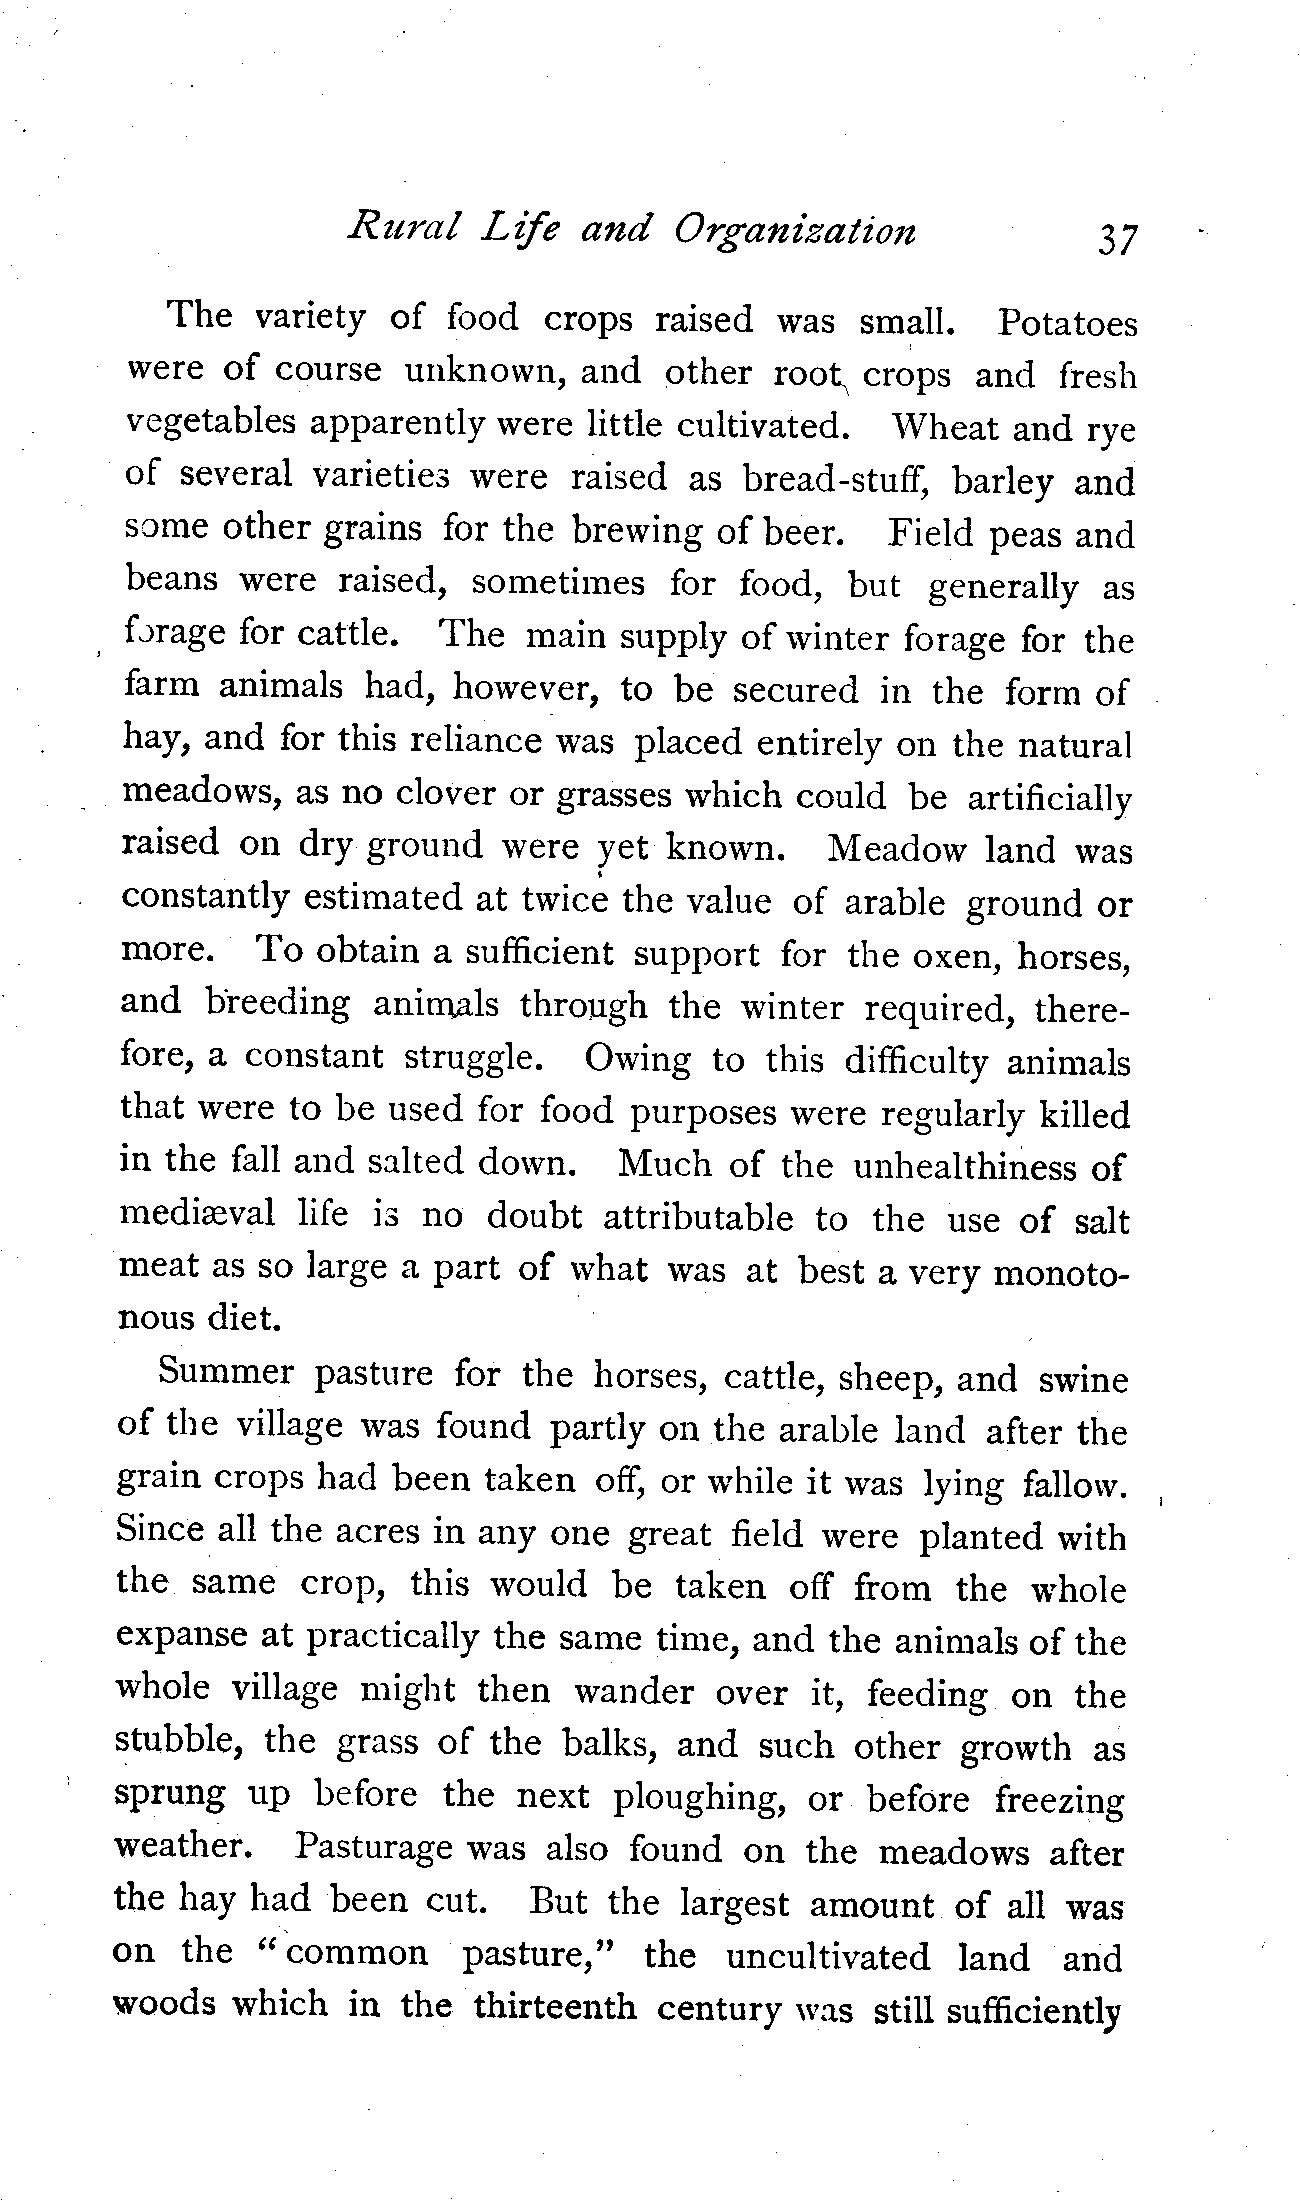 Rural Life and Organization 37
The variety of food crops raised was small. Potatoes
were of course unknown, and other root crops and fresh
vegetables apparently were little cultivated. Wheat and rye
of several varieties were raised as bread-stuff, barley and
some other grains for the brewing of beer. Field peas and
beans were raised, sometimes for food, but generally as
forage for cattle. The main supply of winter forage for the
farm animals had, however, to be secured in the form of
hay, and for this reliance was placed entirely on the natural
meadows, as no clover or grasses which could be artificially
raised on dry ground were yet known. Meadow land was
constantly estimated at twice the value of arable ground or
more. To obtain a sufficient support for the oxen, horses,
and breeding animals through the winter required, there-
fore, a constant struggle. Owing to this difficulty animals
that were to be used for food purposes were regularly killed
in the fall and salted down. Much of the unhealthiness of
mediæval life is no doubt attributable to the use of salt
meat as so large a part of what was at best a very monoto-
nous diet.
Summer pasture for the horses, cattle, sheep, and swine
of the village was found partly on the arable land after the
grain crops had been taken off, or while it was lying fallow.
Since all the acres in any one great field were planted with
the same crop, this would be taken off from the whole
expanse at practically the same time, and the animals of the
whole village might then wander over it, feeding on the
stubble, the grass of the balks, and such other growth as
sprung up before the next ploughing, or before freezing
weather. Pasturage was also found on the meadows after
the hay had been cut. But the largest amount of all was
on the "common pasture," the uncultivated land and
woods which in the thirteenth century was still sufficiently